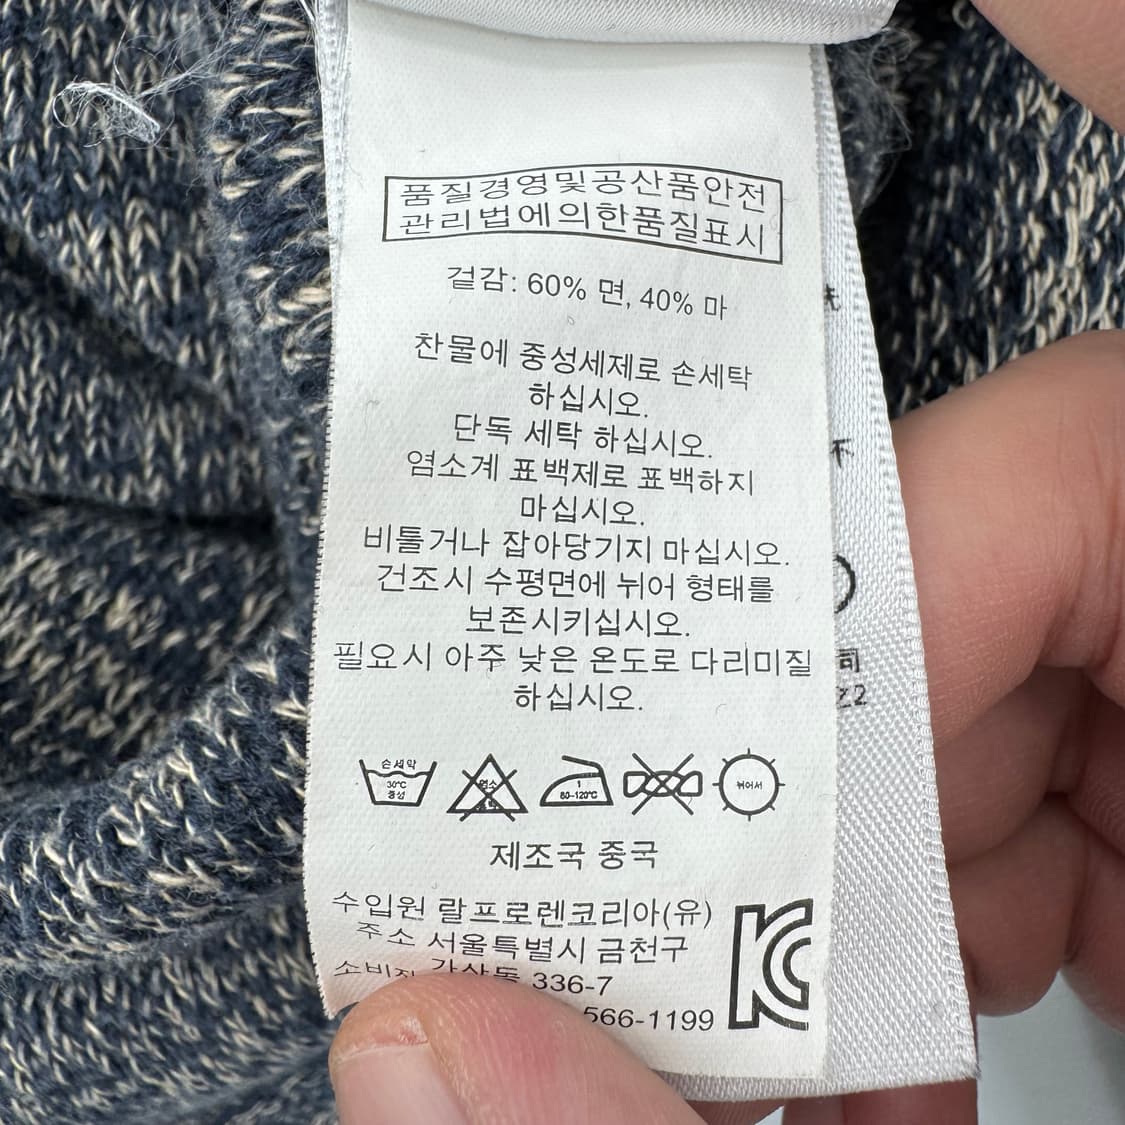 품질경영및공산품안전
관리법에의한품질표시
겉감: 60% 면, 40% 마
찬물에 중성세제로 손세탁
하십시오.
단독 세탁 하십시오.
염소계 표백제로 표백하지
마십시오.
비틀거나 잡아당기지 마십시오.
건조시 수평면에 뉘어 형태를
보존시키십시오.
필요시 아주 낮은 온도로 다리미질
하십시오.
손세탁
30°C
중성
염소
1
80-120°C
뉘어서
제조국 중국
수입원 랄프로렌코리아(유)
주소 서울특별시 금천구
가산동 336-7
566-1199
洗
不
司